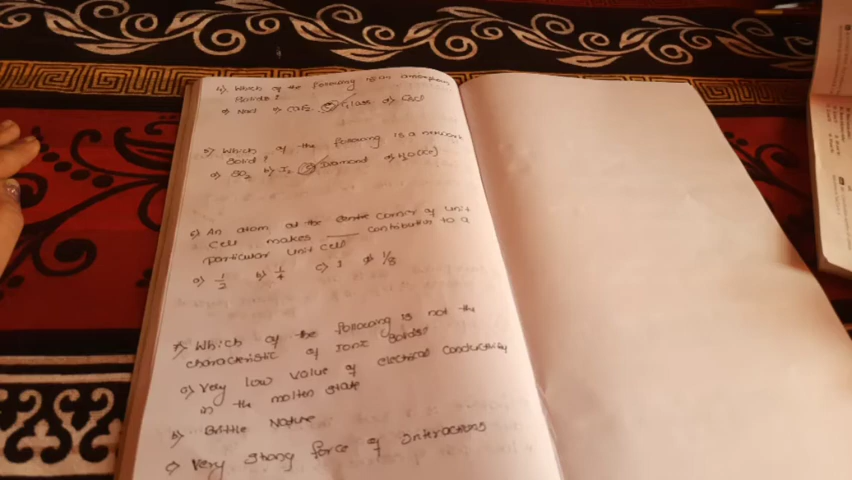 4) Which of the following is an amorphous
Solid?
a) NaCl b) CaF2 c) Glass d) CsCl
5) Which of the following is a network
Solid?
a) SO2 b) I2 c) Diamond d) H2O (Ice)
6) An atom at the corner of unit
cell makes ____ contribution to a
particular unit cell
a) 1/2 b) 1/4 c) 1 d) 1/8
7) Which of the following is not the
characteristic of Ionic Solids?
a) Very low value of electrical conductivity
in the molten state
b) Brittle Nature
c) Very strong force of Interactions